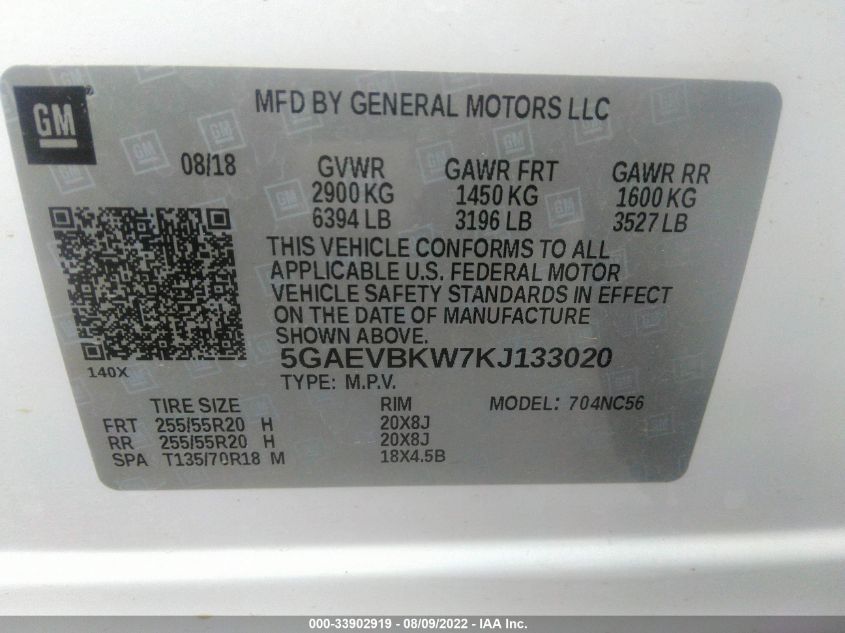 GM
MFD BY GENERAL MOTORS LLC
08/18 GVWR GAWR FRT GAWR RR
2900 KG 1450 KG 1600 KG
6394 LB 3196 LB 3527 LB
THIS VEHICLE CONFORMS TO ALL
APPLICABLE U.S. FEDERAL MOTOR
VEHICLE SAFETY STANDARDS IN EFFECT
ON THE DATE OF MANUFACTURE
SHOWN ABOVE.
5GAEVBKW7KJ133020
140X
TYPE: M.P.V.
TIRE SIZE RIM MODEL: 704NC56
FRT 255/55R20 H 20X8J
RR 255/55R20 H 20X8J
SPA T135/70R18 M 18X4.5B
000-33902919 - 08/09/2022 - IAA Inc.